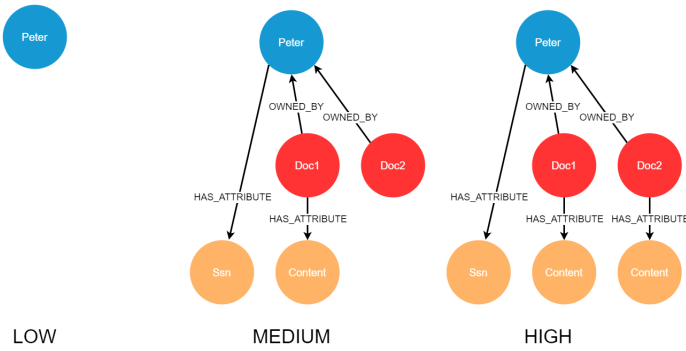 Peter
Peter
Peter
OWNED_BY
OWNED_BY
OWNED_BY
OWNED_BY
Doc1
Doc2
Doc1
Doc2
HAS_ATTRIBUTE
HAS_ATTRIBUTE
HAS_ATTRIBUTE
HAS_ATTRIBUTE
HAS_ATTRIBUTE
Ssn
Content
Ssn
Content
Content
LOW
MEDIUM
HIGH